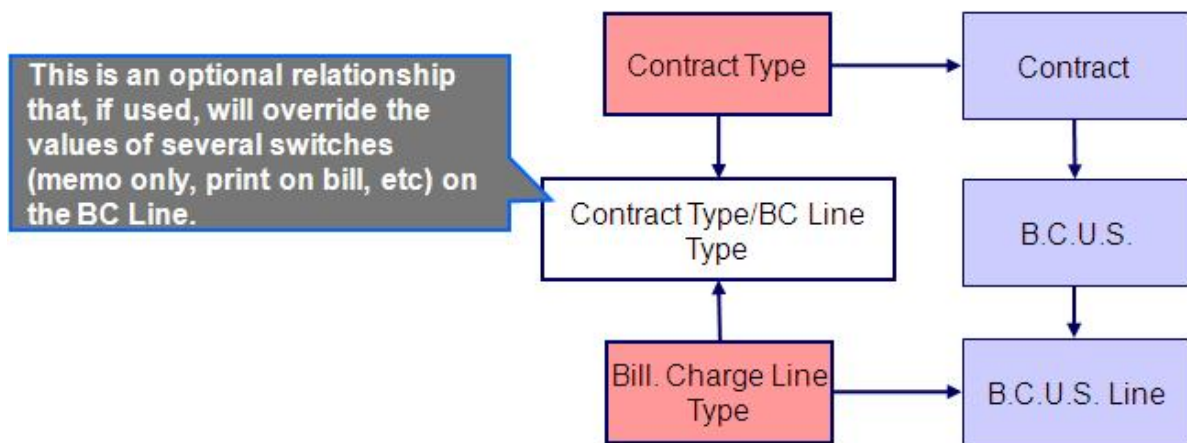 This is an optional relationship
that, if used, will override the
values of several switches
(memo only, print on bill, etc) on
the BC Line.
Contract Type
Contract
Contract Type/BC Line
Type
B.C.U.S.
Bill. Charge Line
Type
B.C.U.S. Line